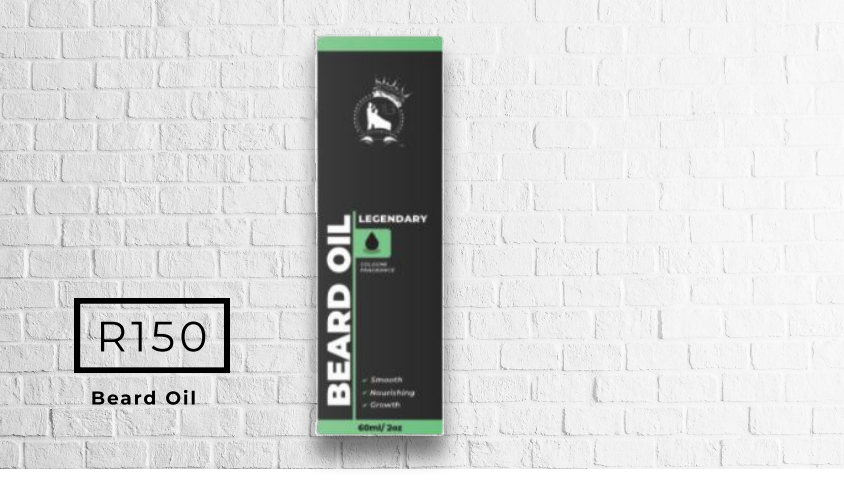 LEGENDARY
COLOGNE
FRAGRANCE
BEARD OIL
R150
Beard Oil
✓ Smooth
✓ Nourishing
✓ Growth
60ml/ 2oz